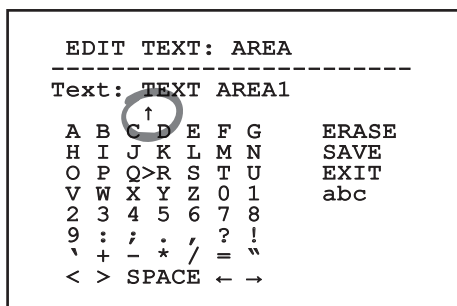 EDIT TEXT: AREA
------------------------
Text: TEXT AREA1
↑
A B C D E F G ERASE
H I J K L M N SAVE
O P Q>R S T U EXIT
V W X Y Z 0 1 abc
2 3 4 5 6 7 8
9 : ; . , ? !
‵ + - * / = ‶
< > SPACE ← →